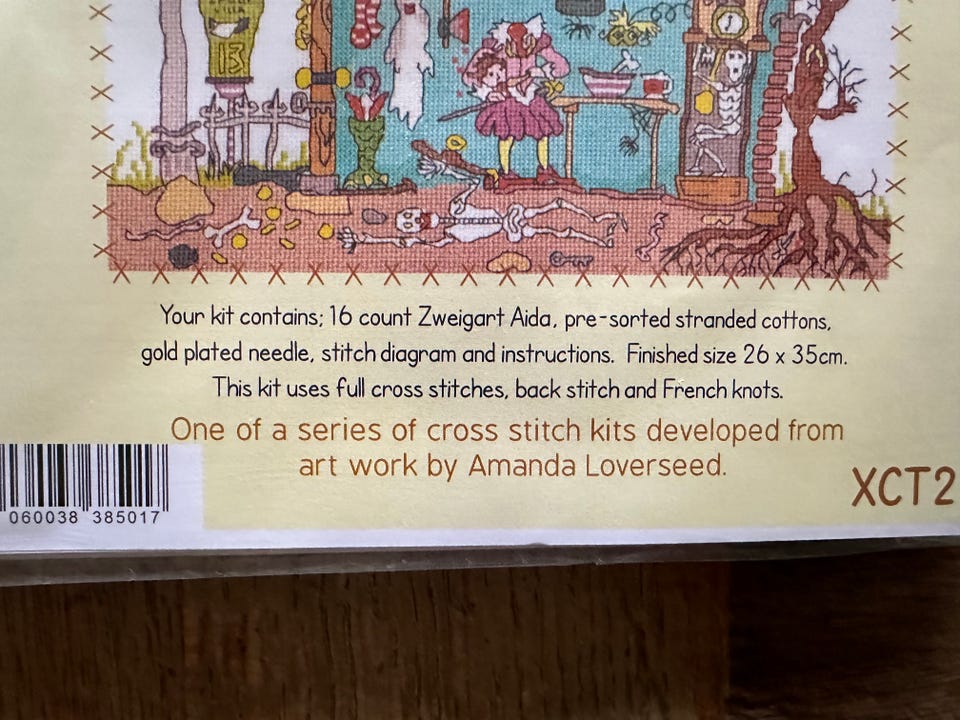 13
Your kit contains; 16 count Zweigart Aida, pre-sorted stranded cottons,
gold plated needle, stitch diagram and instructions. Finished size 26 x 35cm.
This kit uses full cross stitches, back stitch and French knots.
One of a series of cross stitch kits developed from
art work by Amanda Loverseed.
XCT2
060038 385017